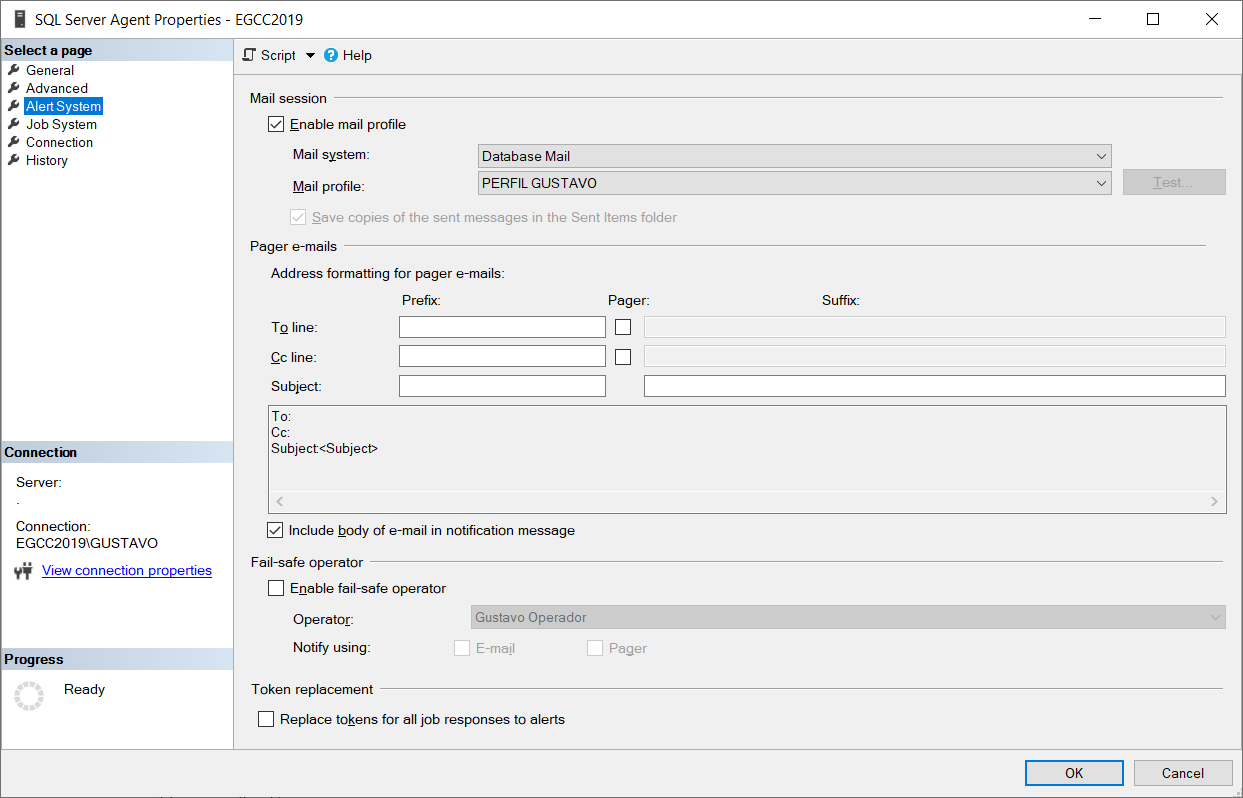 SQL Server Agent Properties - EGCC2019
Select a page
General
Advanced
Alert System
Job System
Connection
History
Connection
Server:
.
Connection:
EGCC2019\GUSTAVO
View connection properties
Progress
Ready
Script
Help
Mail session
Enable mail profile
Mail system:
Database Mail
Mail profile:
PERFIL GUSTAVO
Test...
Save copies of the sent messages in the Sent Items folder
Pager e-mails
Address formatting for pager e-mails:
Prefix: Pager: Suffix:
To line:
Cc line:
Subject:
To:
Cc:
Subject:<Subject>
Include body of e-mail in notification message
Fail-safe operator
Enable fail-safe operator
Operator:
Gustavo Operador
Notify using:
E-mail
Pager
Token replacement
Replace tokens for all job responses to alerts
OK
Cancel